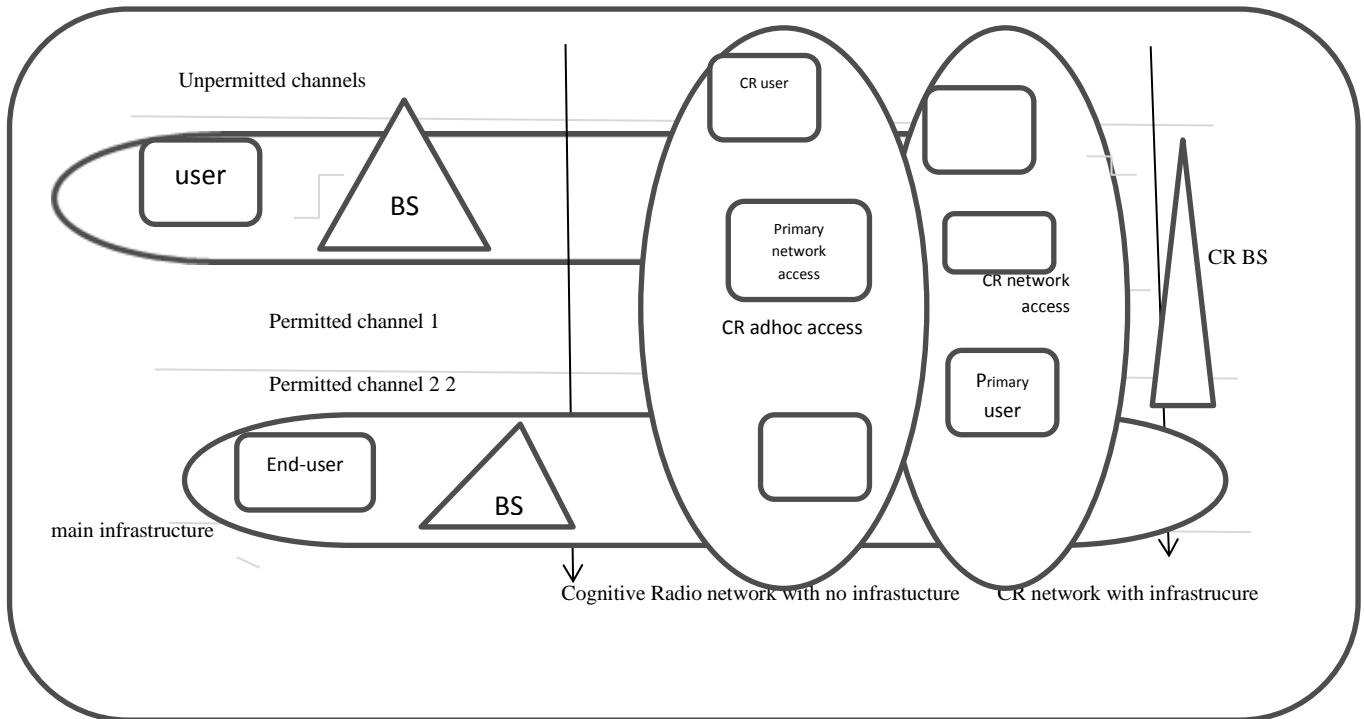 Unpermitted channels
CR user
user
BS
Primary
network
access
CR network
access
CR BS
Permitted channel 1
CR adhoc access
Permitted channel 2 2
Primary
user
End-user
BS
main infrastructure
Cognitive Radio network with no infrastucture
CR network with infrastrucure